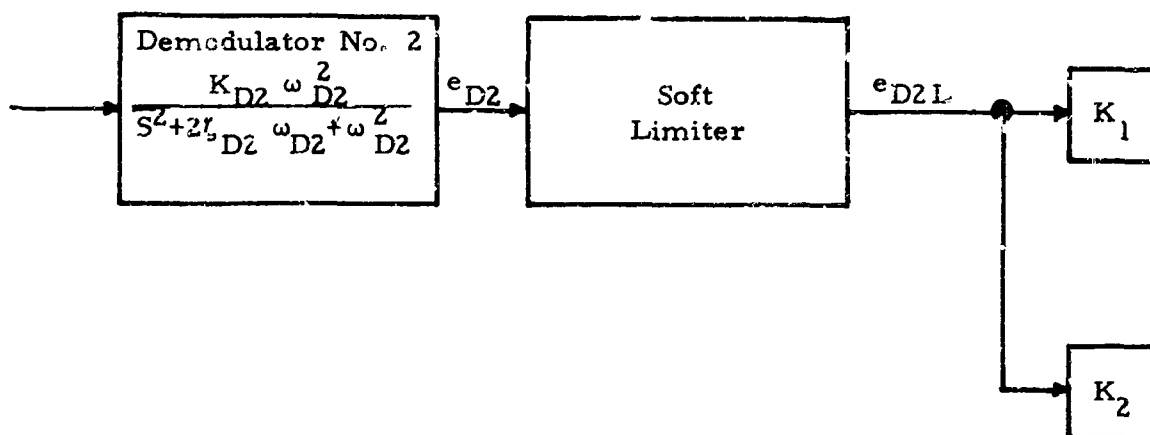 Demodulator No. 2
K_D2 ω_D2^2
S^2+2ζ_D2 ω_D2+ω_D2^2
e_D2
Soft
Limiter
e_D2L
K_1
K_2